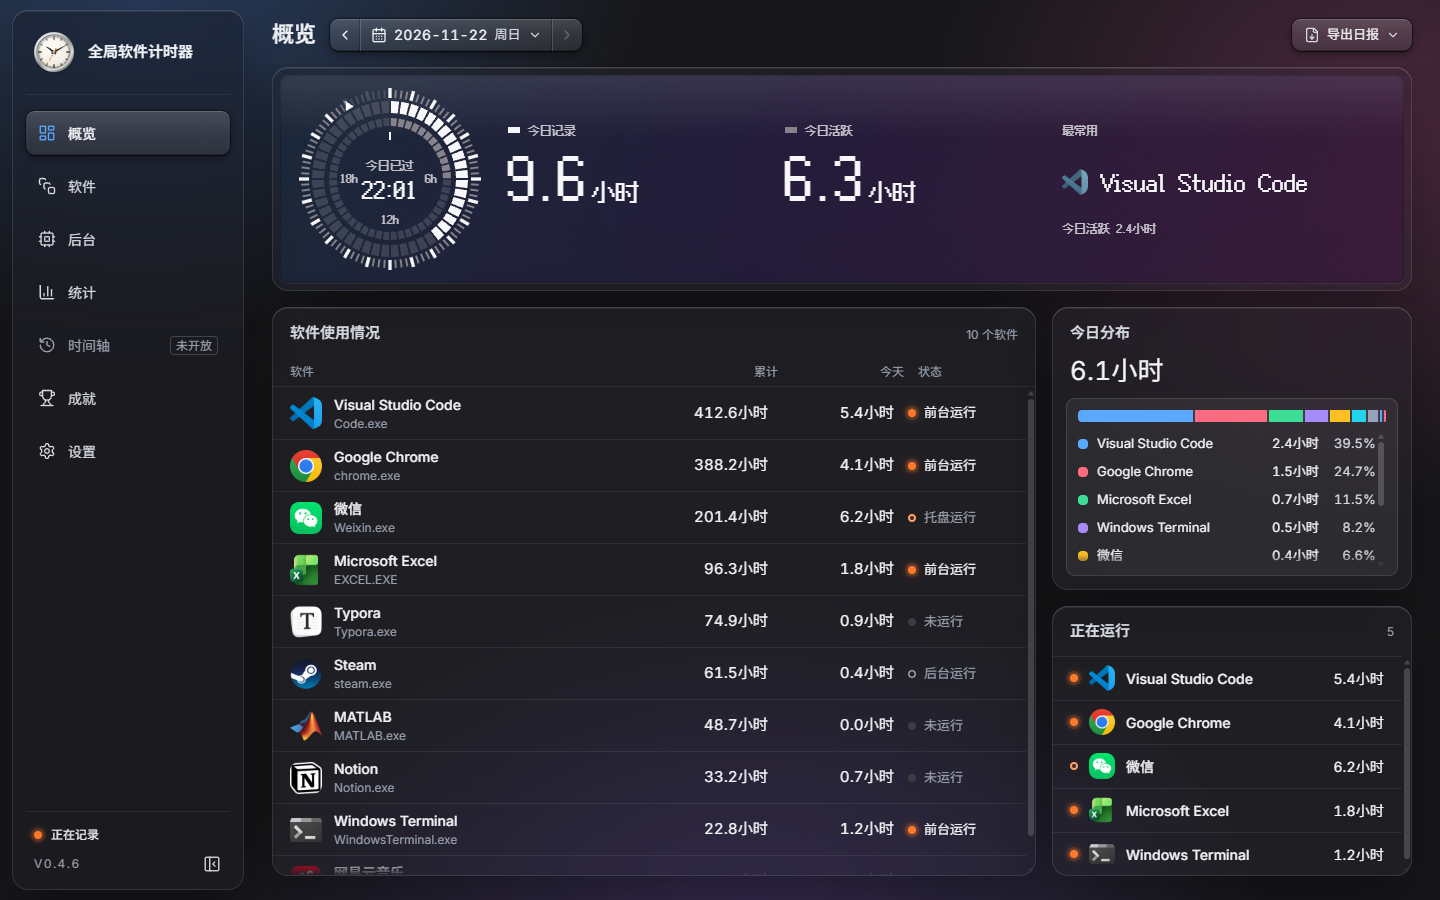 全局软件计时器
概览
软件
后台
统计
时间轴 未开放
成就
设置
正在记录
V0.4.6
概览
2026-11-22 周日
导出日报
今日已过
18h 22:01 6h
12h
今日记录
9.6小时
今日活跃
6.3小时
最常用
Visual Studio Code
今日活跃 2.4小时
软件使用情况 10 个软件
软件 累计 今天 状态
Visual Studio Code
Code.exe
412.6小时 5.4小时 前台运行
Google Chrome
chrome.exe
388.2小时 4.1小时 前台运行
微信
Weixin.exe
201.4小时 6.2小时 托盘运行
Microsoft Excel
EXCEL.EXE
96.3小时 1.8小时 前台运行
Typora
Typora.exe
74.9小时 0.9小时 未运行
Steam
steam.exe
61.5小时 0.4小时 后台运行
MATLAB
MATLAB.exe
48.7小时 0.0小时 未运行
Notion
Notion.exe
33.2小时 0.7小时 未运行
Windows Terminal
WindowsTerminal.exe
22.8小时 1.2小时 前台运行
网易云音乐
今日分布
6.1小时
Visual Studio Code 2.4小时 39.5%
Google Chrome 1.5小时 24.7%
Microsoft Excel 0.7小时 11.5%
Windows Terminal 0.5小时 8.2%
微信 0.4小时 6.6%
正在运行 5
Visual Studio Code 5.4小时
Google Chrome 4.1小时
微信 6.2小时
Microsoft Excel 1.8小时
Windows Terminal 1.2小时